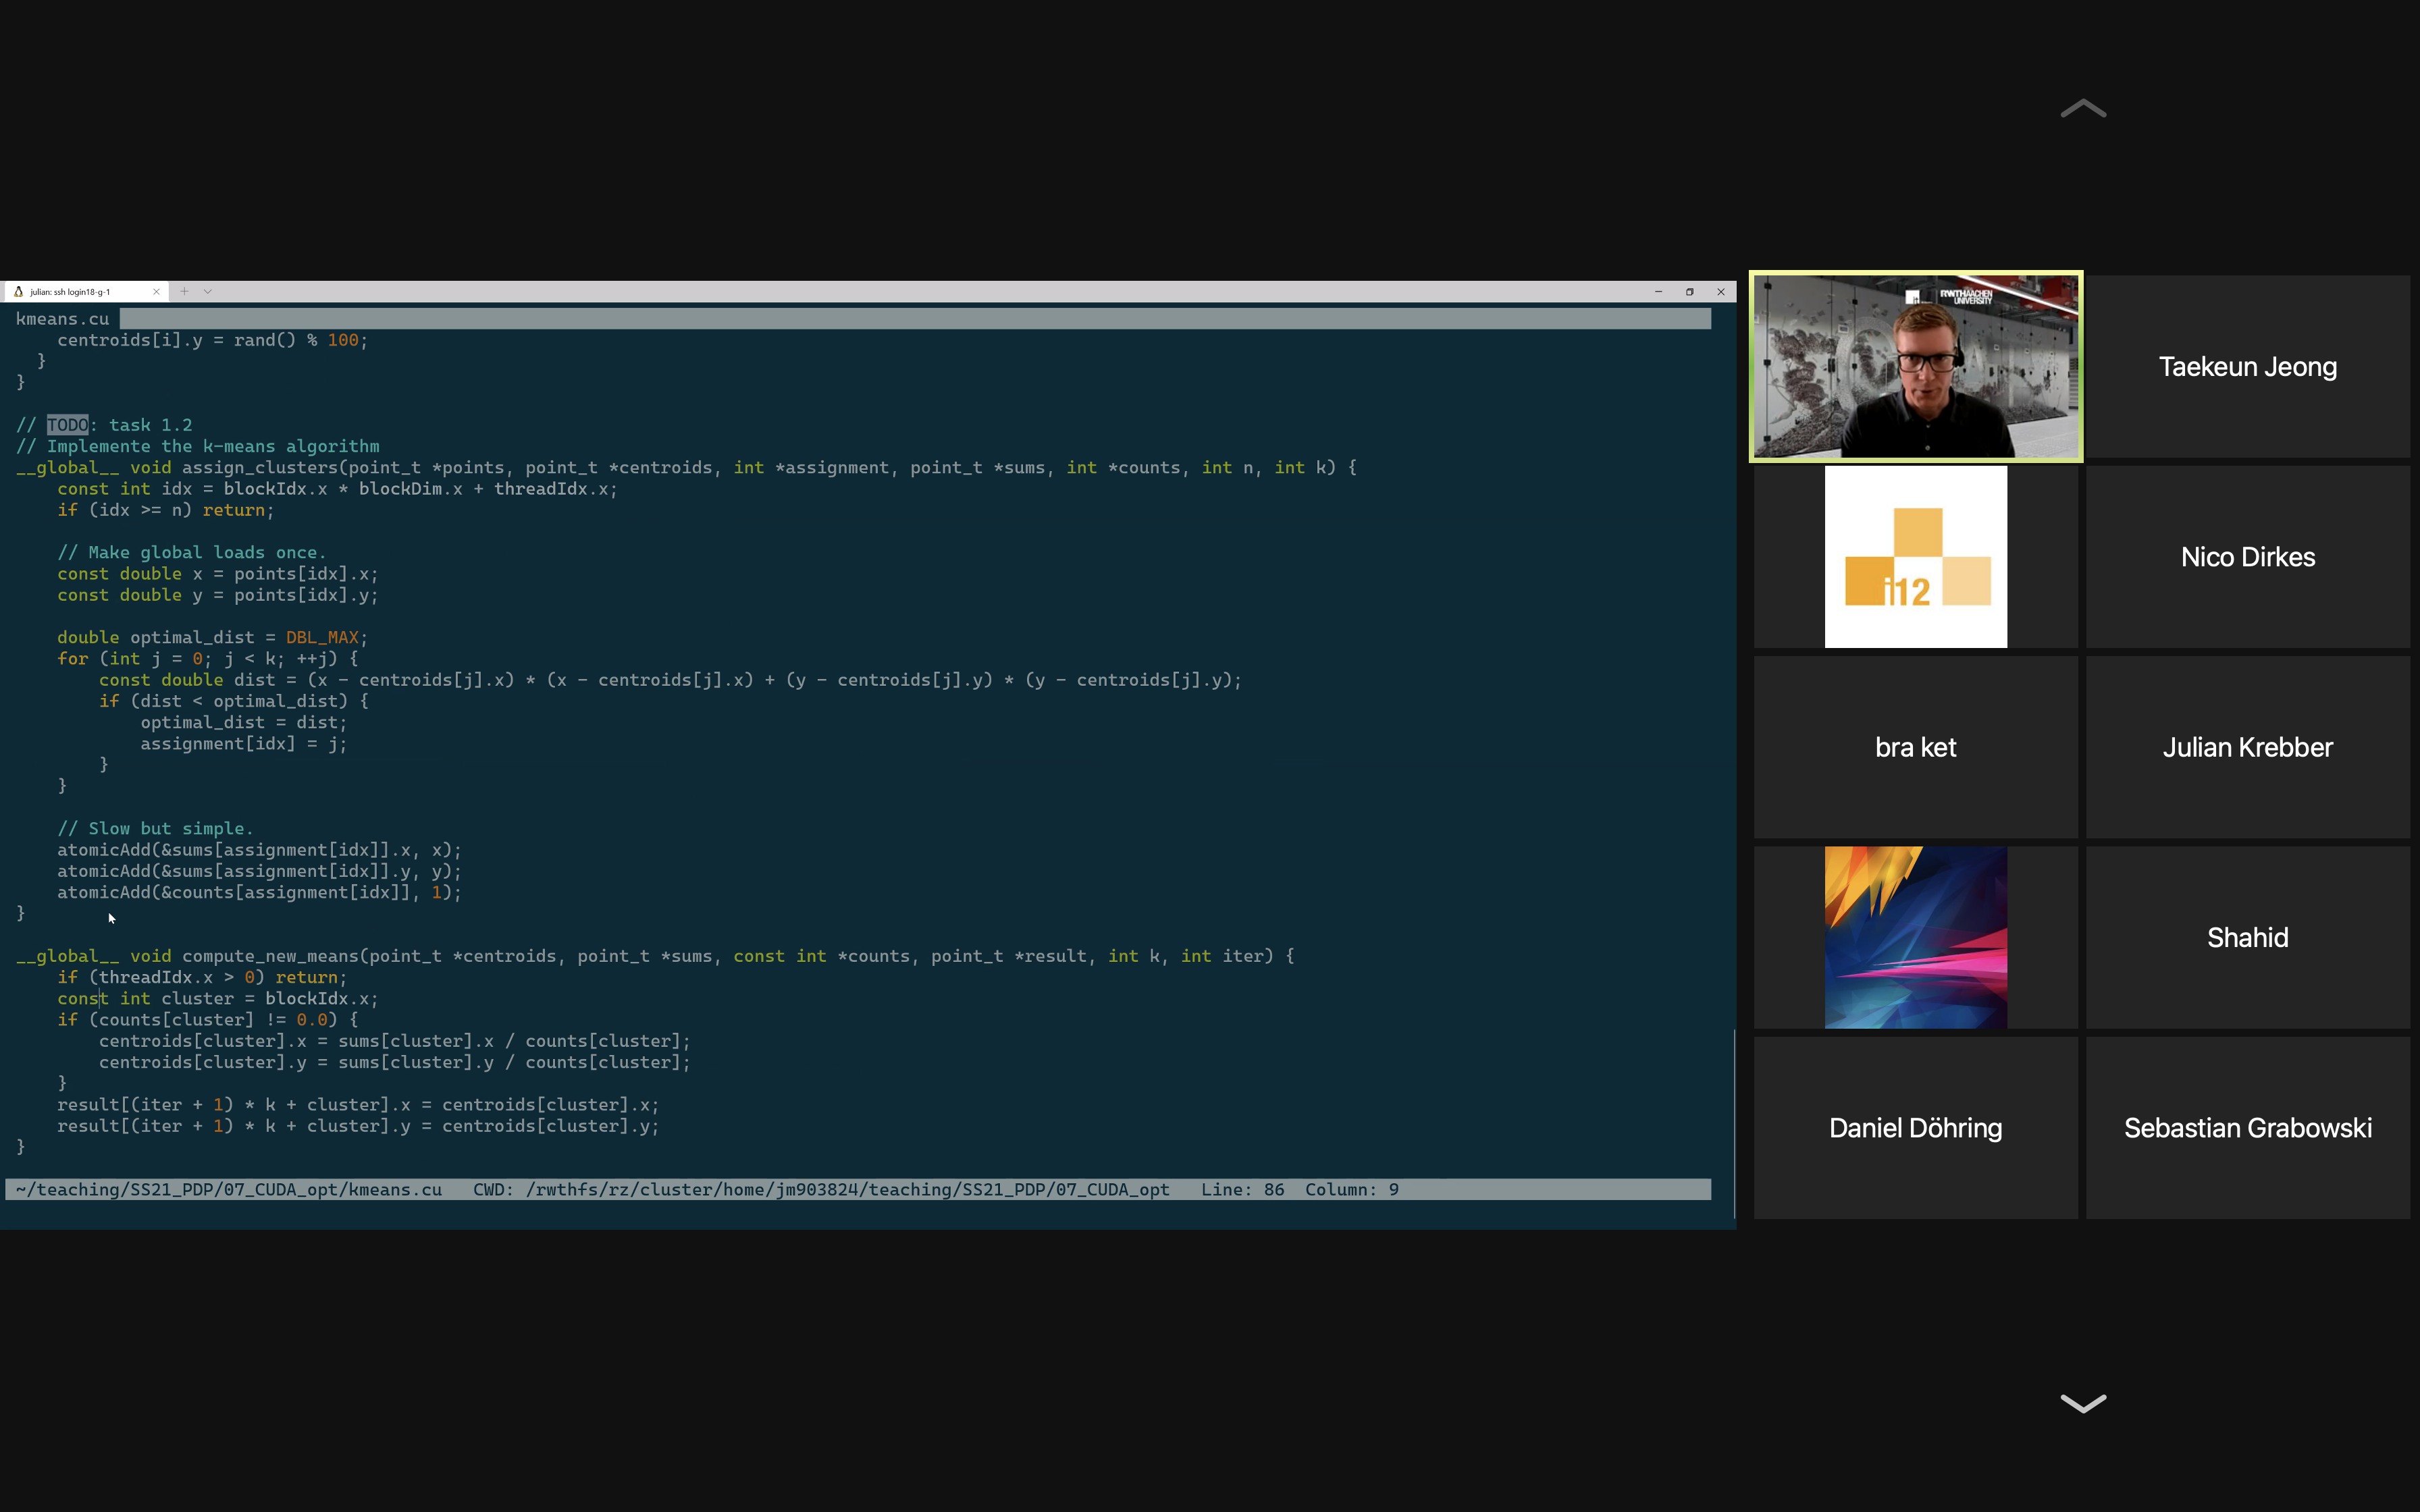 julian: ssh login18-g-1
kmeans.cu
centroids[i].y = rand() % 100;
}
}
// TODO: task 1.2
// Implemente the k-means algorithm
__global__ void assign_clusters(point_t *points, point_t *centroids, int *assignment, point_t *sums, int *counts, int n, int k) {
const int idx = blockIdx.x * blockDim.x + threadIdx.x;
if (idx >= n) return;
// Make global loads once.
const double x = points[idx].x;
const double y = points[idx].y;
double optimal_dist = DBL_MAX;
for (int j = 0; j < k; ++j) {
const double dist = (x - centroids[j].x) * (x - centroids[j].x) + (y - centroids[j].y) * (y - centroids[j].y);
if (dist < optimal_dist) {
optimal_dist = dist;
assignment[idx] = j;
}
}
// Slow but simple.
atomicAdd(&sums[assignment[idx]].x, x);
atomicAdd(&sums[assignment[idx]].y, y);
atomicAdd(&counts[assignment[idx]], 1);
}
__global__ void compute_new_means(point_t *centroids, point_t *sums, const int *counts, point_t *result, int k, int iter) {
if (threadIdx.x > 0) return;
const int cluster = blockIdx.x;
if (counts[cluster] != 0.0) {
centroids[cluster].x = sums[cluster].x / counts[cluster];
centroids[cluster].y = sums[cluster].y / counts[cluster];
}
result[(iter + 1) * k + cluster].x = centroids[cluster].x;
result[(iter + 1) * k + cluster].y = centroids[cluster].y;
}
~/teaching/SS21_PDP/07_CUDA_opt/kmeans.cu CWD: /rwthfs/rz/cluster/home/jm903824/teaching/SS21_PDP/07_CUDA_opt Line: 86 Column: 9
RWTHAACHEN
UNIVERSITY
Taekeun Jeong
i12
Nico Dirkes
bra ket
Julian Krebber
Shahid
Daniel Döhring
Sebastian Grabowski